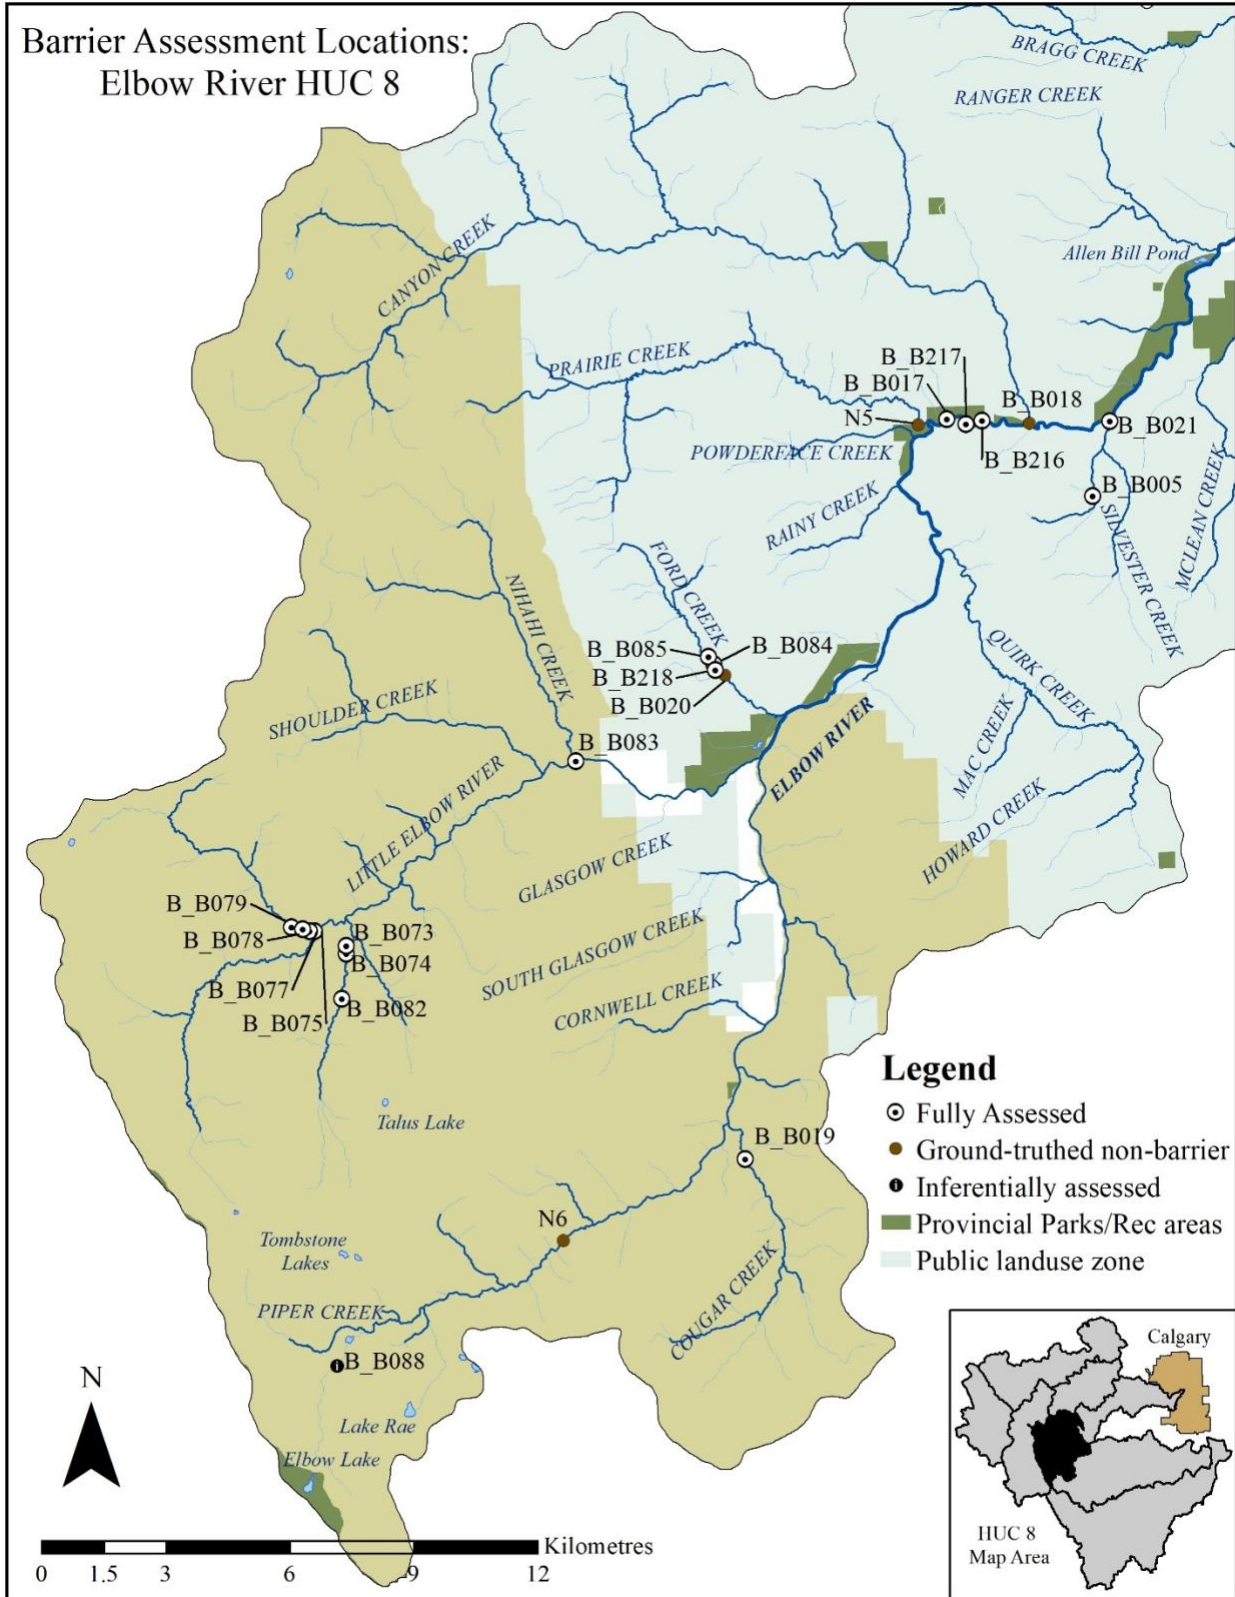 Barrier Assessment Locations:
Elbow River HUC 8
BRAGG CREEK
RANGER CREEK
CANYON CREEK
Allen Bill Pond
PRAIRIE CREEK
B_B217
B_B017
B_B018
N5
B_B021
POWDERFACE CREEK
B_B216
B_B005
RAINY CREEK
SILVESTER CREEK
MCLEAN CREEK
FORD CREEK
NIHAHI CREEK
B_B085
B_B084
B_B218
B_B020
QUIRK CREEK
SHOULDER CREEK
B_B083
ELBOW RIVER
MAC CREEK
LITTLE ELBOW RIVER
HOWARD CREEK
GLASGOW CREEK
B_B079
B_B078
B_B073
B_B074
SOUTH GLASGOW CREEK
B_B077
B_B082
B_B075
CORNWELL CREEK
Talus Lake
B_B019
N6
Tombstone
Lakes
PIPER CREEK
COUGAR CREEK
B_B088
Lake Rae
Elbow Lake
Legend
Fully Assessed
Ground-truthed non-barrier
i Inferentially assessed
Provincial Parks/Rec areas
Public landuse zone
N
i
Kilometres
0 1.5 3 6 9 12
Calgary
HUC 8
Map Area